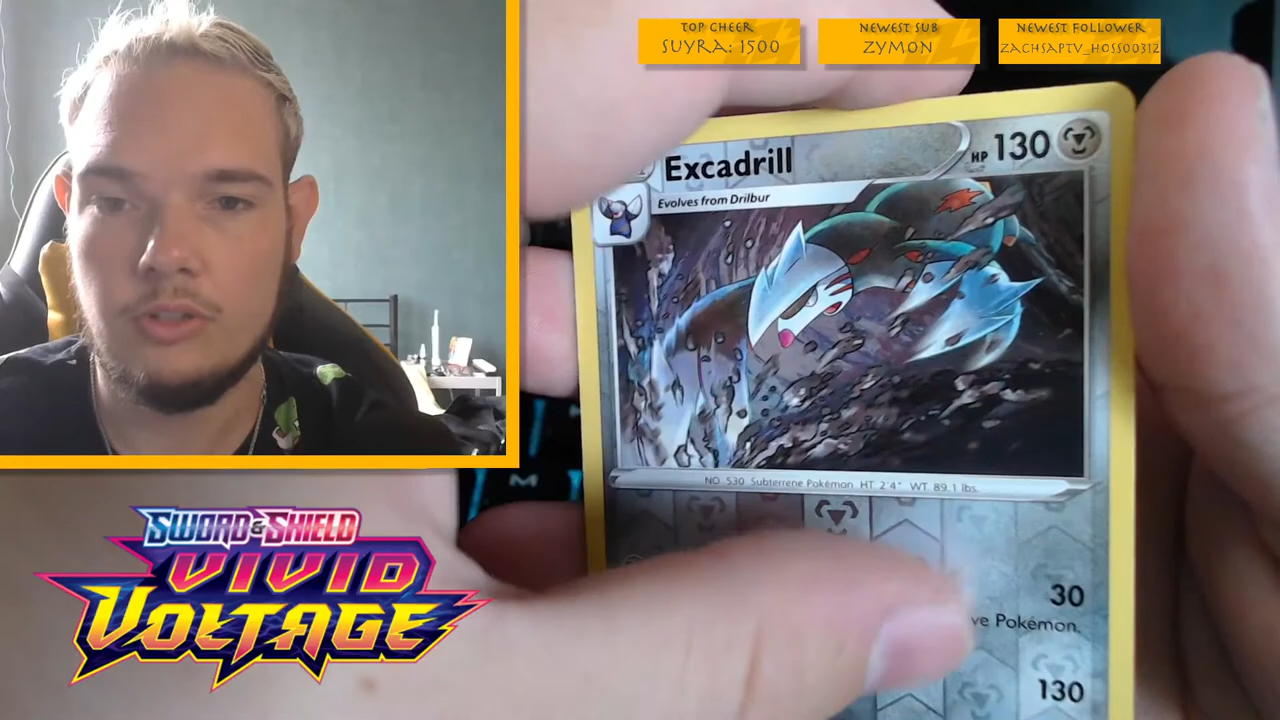 TOP CHEER
SUYRA: 1500
NEWEST SUB
ZYMON
NEWEST FOLLOWER
ZACHSAPTV_HOSS00312
Excadrill
HP 130
Evolves from Drilbur
NO. 530 Subterrene Pokémon HT. 2'4" WT. 89.1 lbs.
30
ve Pokémon.
130
M
SWORD & SHIELD
VIVID
VOLTAGE